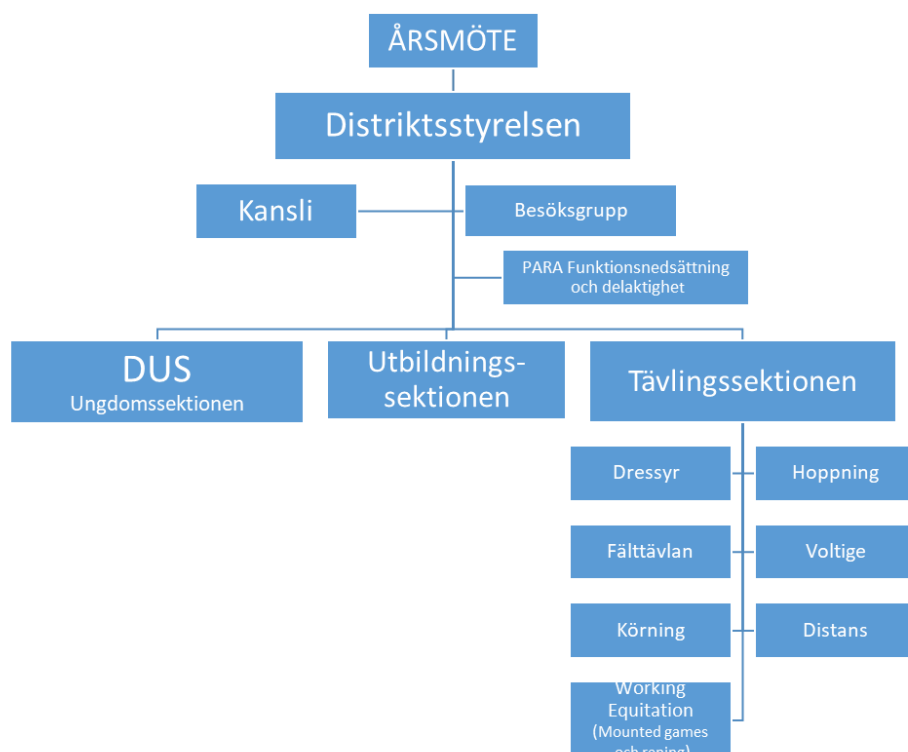 ÅRSMÖTE
Distriktsstyrelsen
Kansli
Besöksgrupp
PARA Funktionsnedsättning
och delaktighet
DUS
Ungdomssektionen
Utbildnings-
sektionen
Tävlingssektionen
Dressyr
Hoppning
Fälttävlan
Voltige
Körning
Distans
Working
Equitation
(Mounted games
och